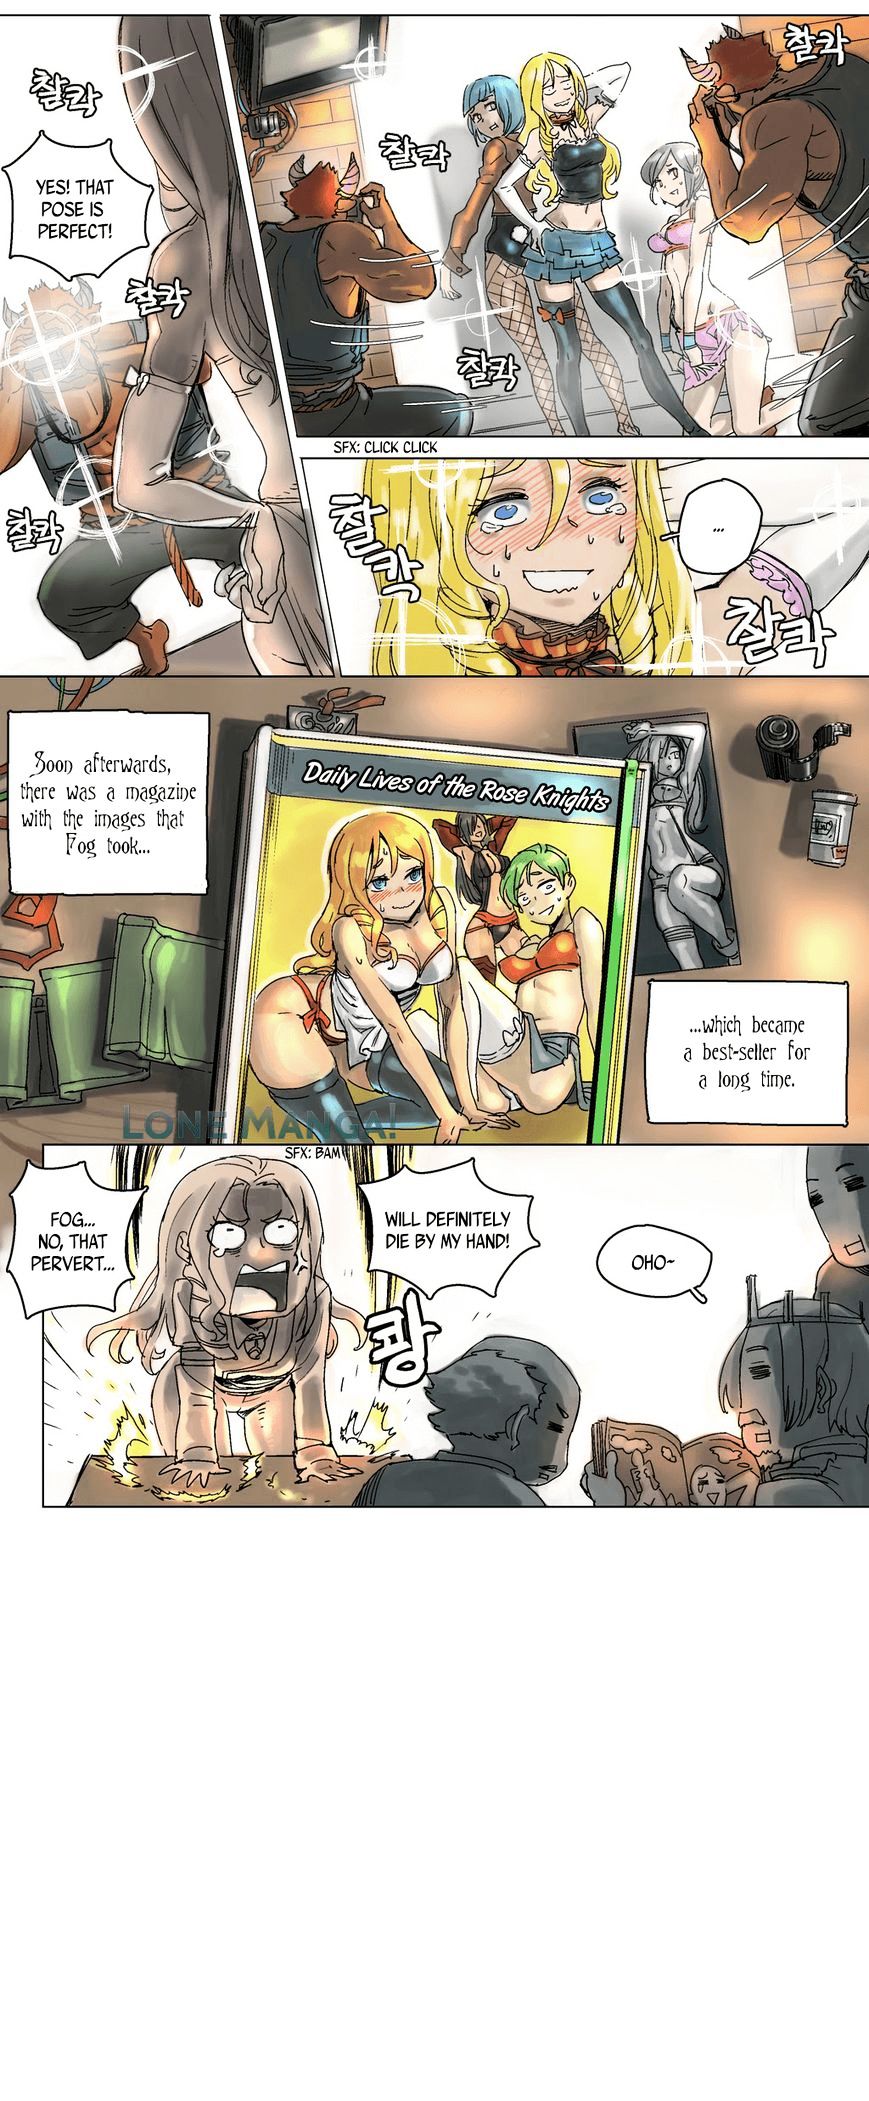 찰칵
YES! THAT
POSE IS
PERFECT!
찰칵
찰칵
찰칵
찰칵
찰칵
SFX: CLICK CLICK
찰칵
...
찰칵
Soon afterwards,
there was a magazine
with the images that
Fog took...
Daily Lives of the Rose Knights
...which became
a best-seller for
a long time.
LONE MANGA!
SFX: BAM
FOG...
NO, THAT
PERVERT...
WILL DEFINITELY
DIE BY MY HAND!
쾅
OHO~